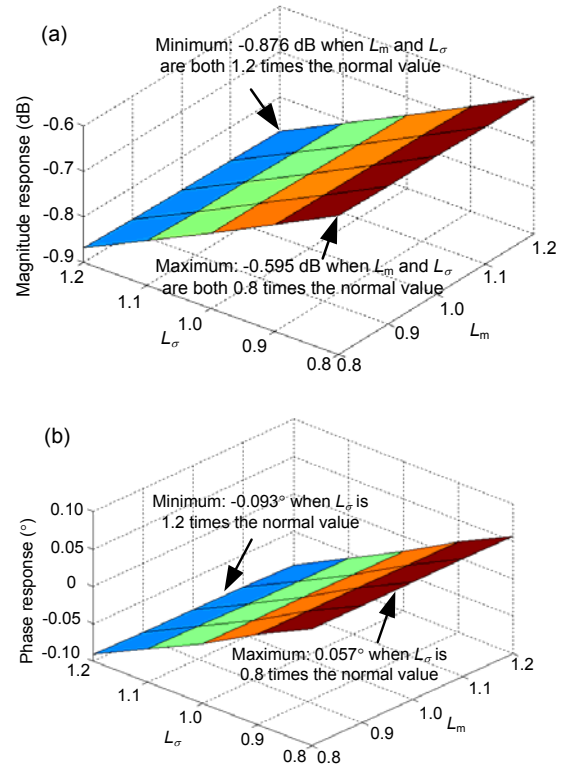 (a)
Minimum: -0.876 dB when Lm and Lσ
are both 1.2 times the normal value
Magnitude response (dB)
-0.6
-0.7
-0.8
-0.9
Maximum: -0.595 dB when Lm and Lσ
are both 0.8 times the normal value
1.2
1.1
1.0
0.9
0.8
Lσ
0.8
0.9
1.0
1.1
1.2
Lm
(b)
Minimum: -0.093° when Lσ is
1.2 times the normal value
Phase response (°)
0.10
0.05
0
-0.05
-0.10
Maximum: 0.057° when Lσ is
0.8 times the normal value
1.2
1.1
1.0
0.9
0.8
Lσ
0.8
0.9
1.0
1.1
1.2
Lm